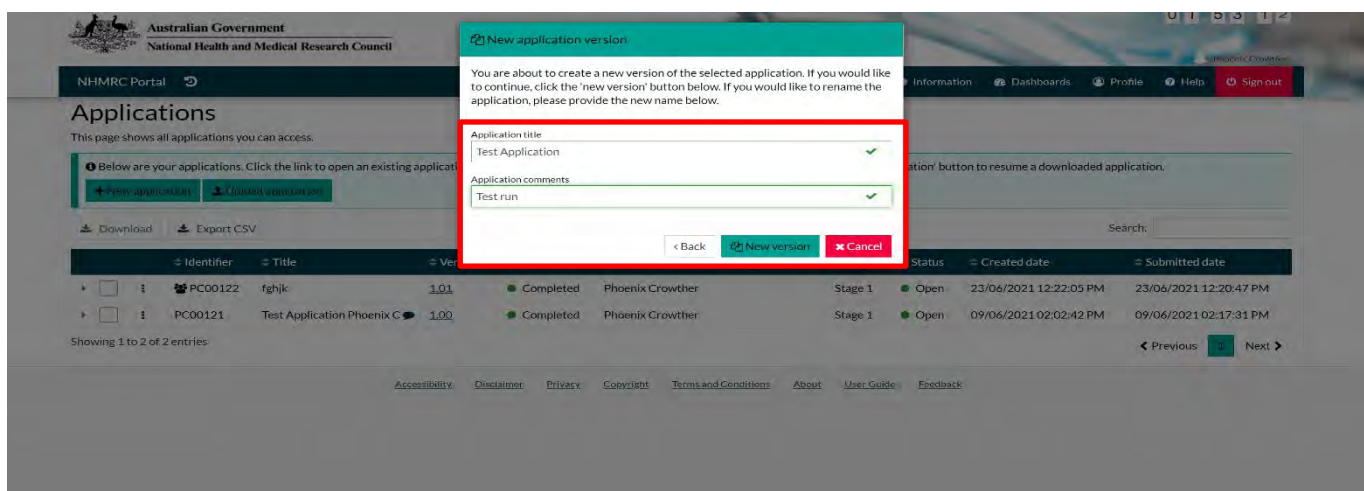 Australian Government
National Health and Medical Research Council
01 53 12
Phoenix Crowther
NHMRC Portal
Information Dashboards Profile Help Sign out
New application version
You are about to create a new version of the selected application. If you would like
to continue, click the 'new version' button below. If you would like to rename the
application, please provide the new name below.
Application title
Test Application
Application comments
Test run
< Back New version Cancel
Applications
This page shows all applications you can access.
Below are your applications. Click the link to open an existing applicati
ation' button to resume a downloaded application.
+ New application Upload application
Download Export CSV
Search:
Identifier Title Ver Status Created date Submitted date
PC00122 fghjk 1.01 Completed Phoenix Crowther Stage 1 Open 23/06/2021 12:22:05 PM 23/06/2021 12:20:47 PM
PC00121 Test Application Phoenix C 1.00 Completed Phoenix Crowther Stage 1 Open 09/06/2021 02:02:42 PM 09/06/2021 02:17:31 PM
Showing 1 to 2 of 2 entries
Previous 1 Next
Accessibility Disclaimer Privacy Copyright Terms and Conditions About User Guide Feedback